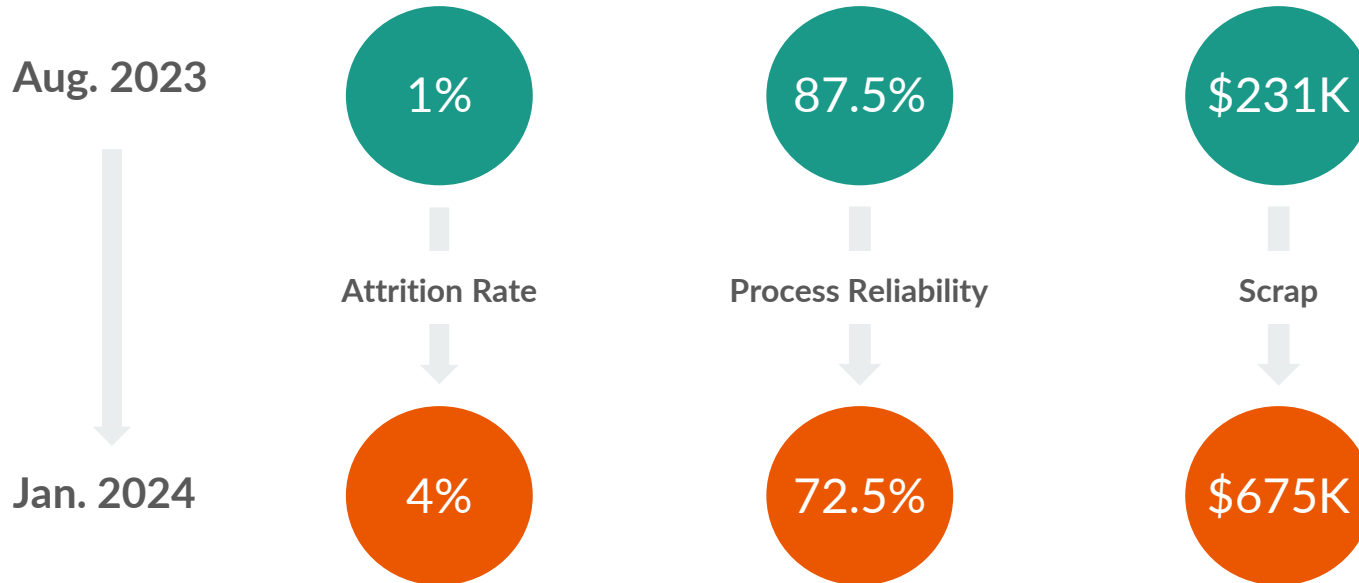 Aug. 2023
1%
87.5%
$231K
Attrition Rate
Process Reliability
Scrap
Jan. 2024
4%
72.5%
$675K